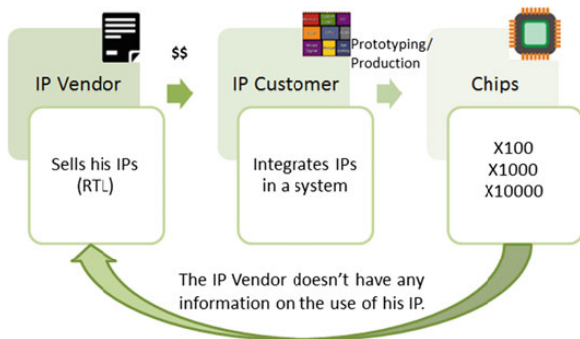 $$
Prototyping/
Production
IP Vendor
IP Customer
Chips
Sells his IPs
(RTL)
Integrates IPs
in a system
X100
X1000
X10000
The IP Vendor doesn't have any
information on the use of his IP.